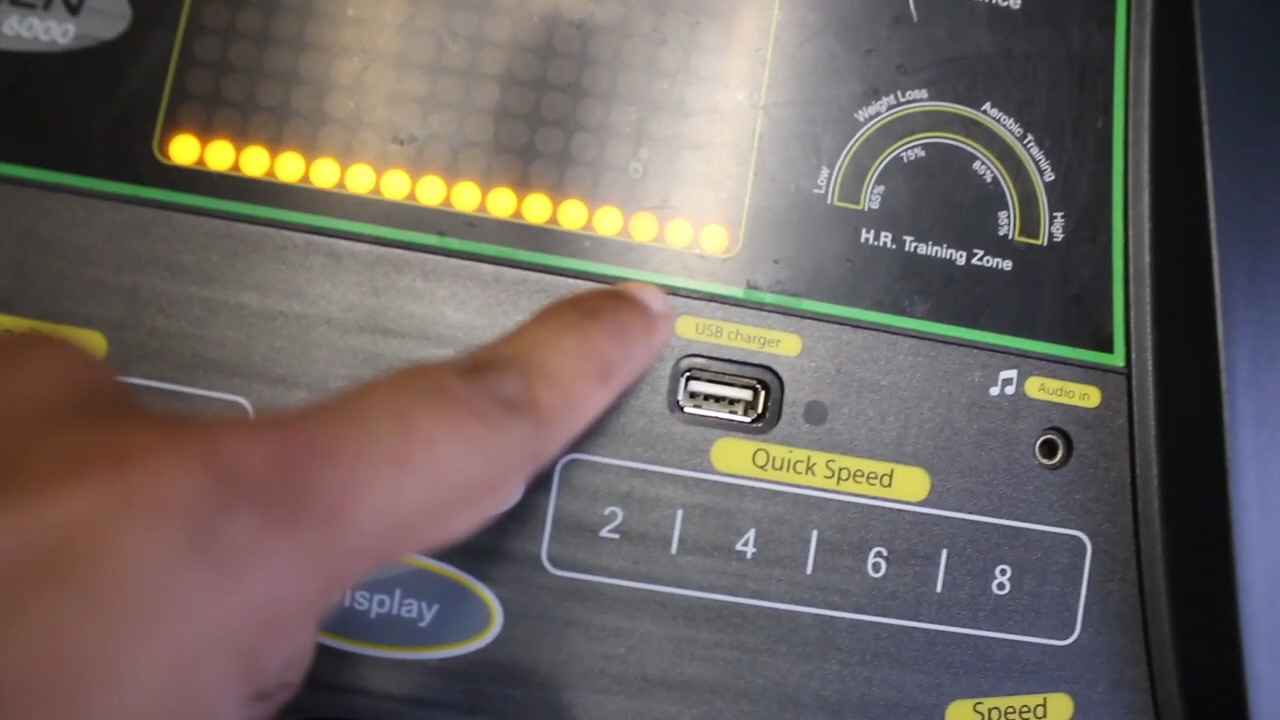 6000
Weight Loss
Aerobic Training
Low
High
65%
75%
85%
95%
H.R. Training Zone
USB charger
Audio in
Quick Speed
2 | 4 | 6 | 8
Speed